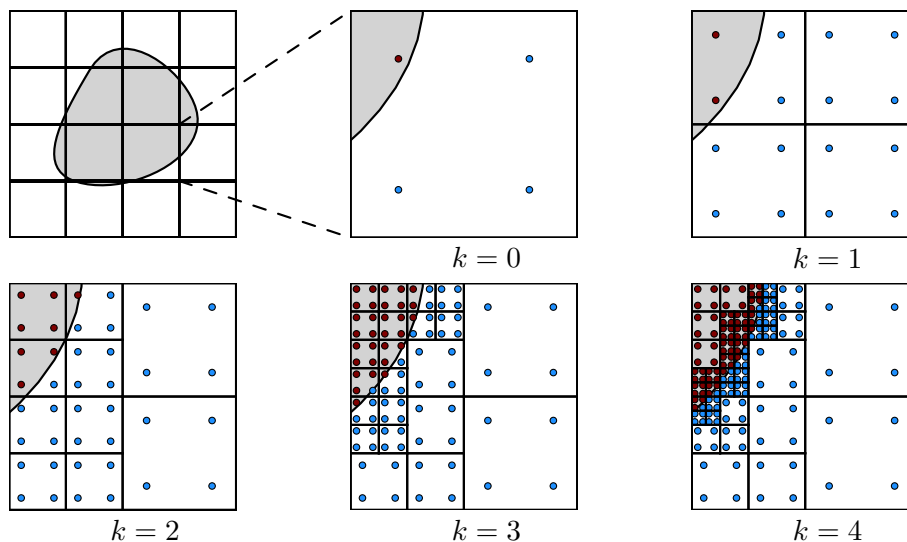 k = 0
k = 1
k = 2
k = 3
k = 4